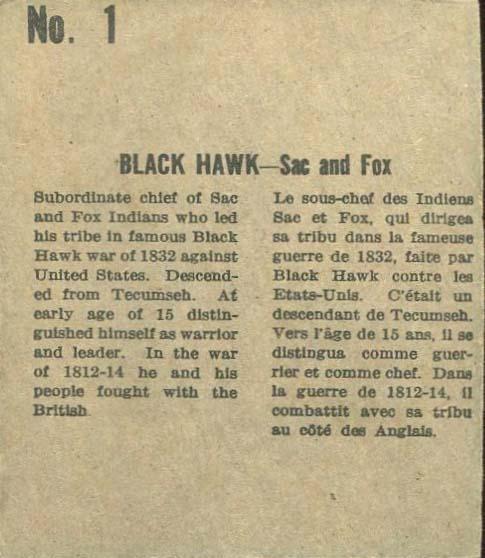 No. 1
BLACK HAWK—Sac and Fox
Subordinate chief of Sac
and Fox Indians who led
his tribe in famous Black
Hawk war of 1832 against
United States. Descend-
ed from Tecumseh. At
early age of 15 distin-
guished himself as warrior
and leader. In the war
of 1812-14 he and his
people fought with the
British.
Le sous-chef des Indiens
Sac et Fox, qui dirigea
sa tribu dans la fameuse
guerre de 1832, faite par
Black Hawk contre les
Etats-Unis. C'était un
descendant de Tecumseh.
Vers l'âge de 15 ans, il se
distingua comme guer-
rier et comme chef. Dans
la guerre de 1812-14, il
combattit avec sa tribu
au côté des Anglais.